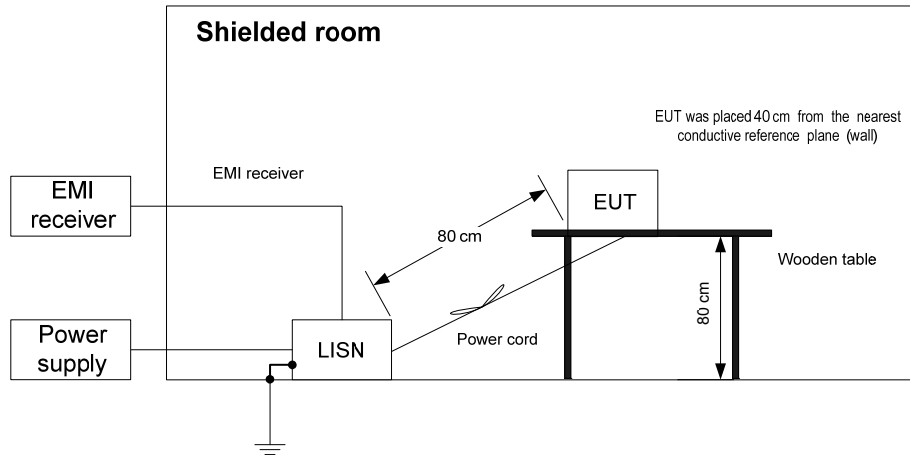 Shielded room
EUT was placed 40 cm from the nearest
conductive reference plane (wall)
EMI receiver
EMI
receiver
EUT
80 cm
Wooden table
80 cm
Power
supply
LISN
Power cord